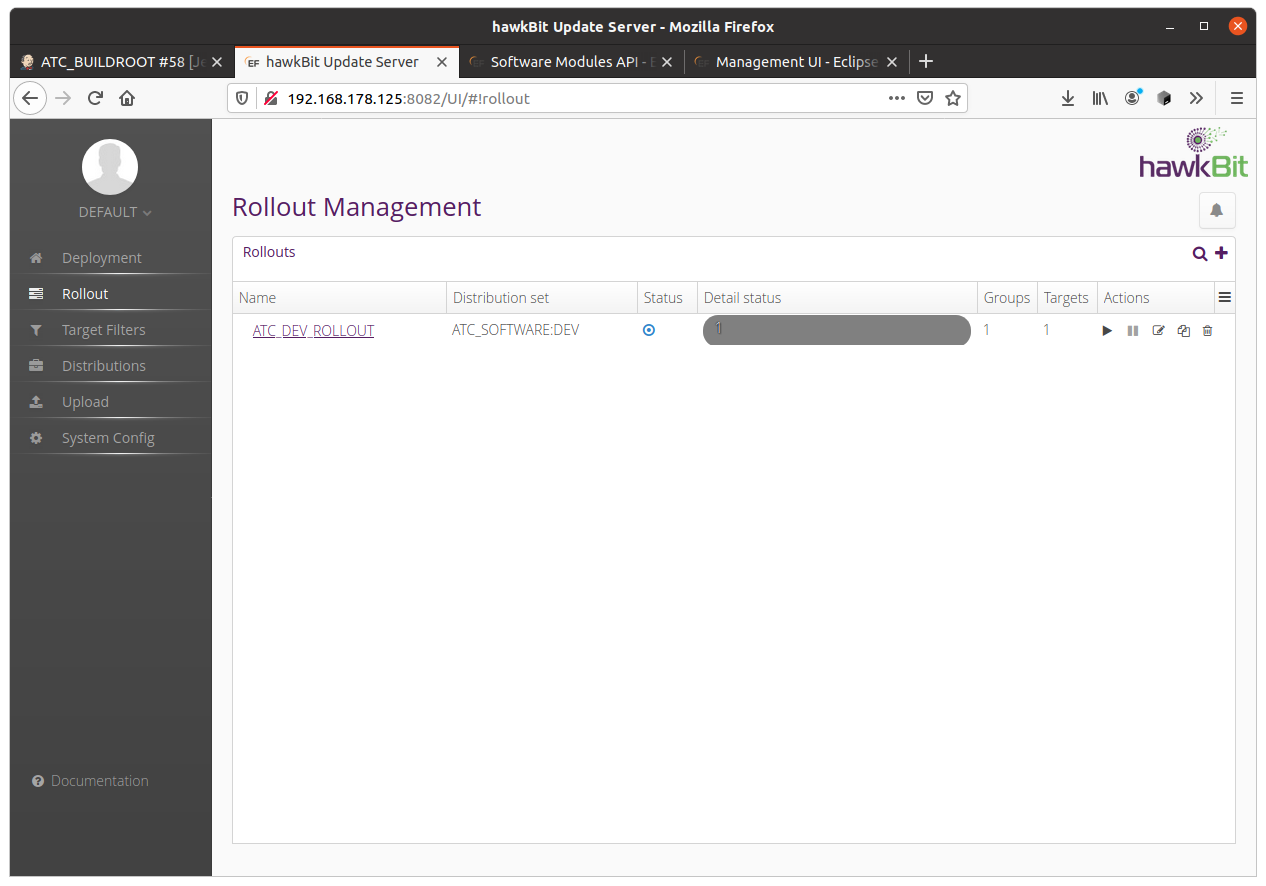 hawkBit Update Server - Mozilla Firefox
ATC_BUILDROOT #58 [Je
EF hawkBit Update Server
Software Modules API - E
Management UI - Eclipse
192.168.178.125:8082/UI/#!rollout
hawkBit
DEFAULT
Rollout Management
Deployment
Rollout
Target Filters
Distributions
Upload
System Config
Documentation
Rollouts
Name Distribution set Status Detail status Groups Targets Actions
ATC_DEV_ROLLOUT ATC_SOFTWARE:DEV 1 1 1